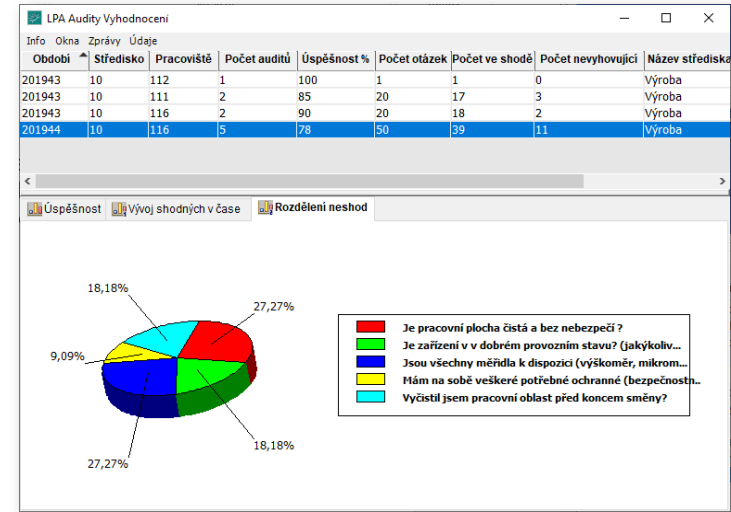 LPA Audity Vyhodnocení
Info Okna Zprávy Údaje
Období Středisko Pracoviště Počet auditů Úspěšnost % Počet otázek Počet ve shodě Počet nevyhovující Název střediska
201943 10 112 1 100 1 1 0 Výroba
201943 10 111 2 85 20 17 3 Výroba
201943 10 116 2 90 20 18 2 Výroba
201944 10 116 5 78 50 39 11 Výroba
Úspěšnost Vývoj shodných v čase Rozdělení neshod
18,18%
27,27%
9,09%
18,18%
27,27%
Je pracovní plocha čistá a bez nebezpečí ?
Je zařízení v v dobrém provozním stavu? (jakýkoliv...
Jsou všechny měřidla k dispozici (výškoměr, mikrom...
Mám na sobě veškeré potřebné ochranné (bezpečnostn..
Vyčistil jsem pracovní oblast před koncem směny?